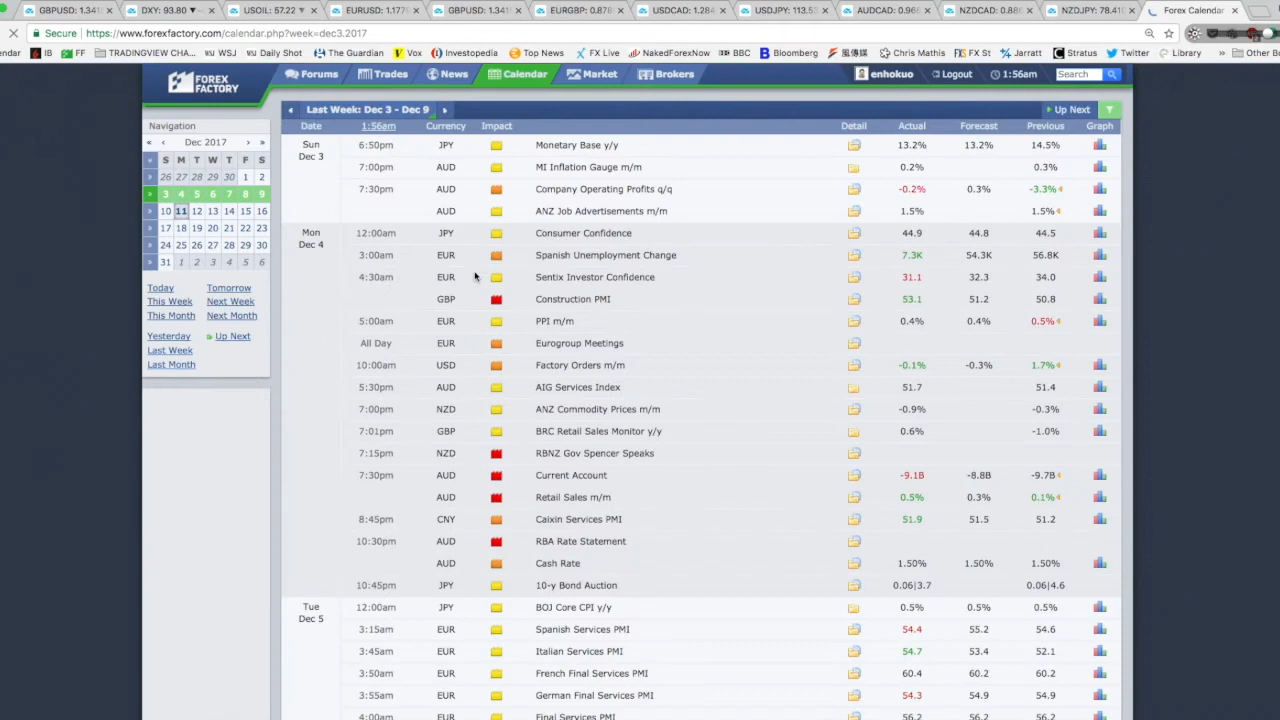 GBPUSD: 1.341
DXY: 93.80
USOIL: 57.22
EURUSD: 1.177
GBPUSD: 1.341
EURGBP: 0.878
USDCAD: 1.284
USDJPY: 113.5
AUDCAD: 0.96
NZDCAD: 0.88
NZDJPY: 78.41
Forex Calendar
Secure https://www.forexfactory.com/calendar.php?week=dec3.2017
ndar IB FF TRADINGVIEW CHA... WSJ Daily Shot The Guardian Vox Investopedia Top News FX Live NakedForexNow BBC Bloomberg 風傳媒 Chris Mathis FX St Jarratt Stratus Twitter Library » Other Bo
FOREX FACTORY
Forums Trades News Calendar Market Brokers enhokuo Logout 1:56am Search
Navigation
« ‹ Dec 2017 › »
S M T W T F S
» 26 27 28 29 30 1 2
» 3 4 5 6 7 8 9
» 10 11 12 13 14 15 16
» 17 18 19 20 21 22 23
» 24 25 26 27 28 29 30
» 31 1 2 3 4 5 6
Today Tomorrow
This Week Next Week
This Month Next Month
Yesterday Up Next
Last Week
Last Month
Last Week: Dec 3 - Dec 9 Up Next
Date 1:56am Currency Impact Detail Actual Forecast Previous Graph
Sun Dec 3 6:50pm JPY Monetary Base y/y 13.2% 13.2% 14.5%
7:00pm AUD MI Inflation Gauge m/m 0.2% 0.3%
7:30pm AUD Company Operating Profits q/q -0.2% 0.3% -3.3%
AUD ANZ Job Advertisements m/m 1.5% 1.5%
Mon Dec 4 12:00am JPY Consumer Confidence 44.9 44.8 44.5
3:00am EUR Spanish Unemployment Change 7.3K 54.3K 56.8K
4:30am EUR Sentix Investor Confidence 31.1 32.3 34.0
GBP Construction PMI 53.1 51.2 50.8
5:00am EUR PPI m/m 0.4% 0.4% 0.5%
All Day EUR Eurogroup Meetings
10:00am USD Factory Orders m/m -0.1% -0.3% 1.7%
5:30pm AUD AIG Services Index 51.7 51.4
7:00pm NZD ANZ Commodity Prices m/m -0.9% -0.3%
7:01pm GBP BRC Retail Sales Monitor y/y 0.6% -1.0%
7:15pm NZD RBNZ Gov Spencer Speaks
7:30pm AUD Current Account -9.1B -8.8B -9.7B
AUD Retail Sales m/m 0.5% 0.3% 0.1%
8:45pm CNY Caixin Services PMI 51.9 51.5 51.2
10:30pm AUD RBA Rate Statement
AUD Cash Rate 1.50% 1.50% 1.50%
10:45pm JPY 10-y Bond Auction 0.06|3.7 0.06|4.6
Tue Dec 5 12:00am JPY BOJ Core CPI y/y 0.5% 0.5% 0.5%
3:15am EUR Spanish Services PMI 54.4 55.2 54.6
3:45am EUR Italian Services PMI 54.7 53.4 52.1
3:50am EUR French Final Services PMI 60.4 60.2 60.2
3:55am EUR German Final Services PMI 54.3 54.9 54.9
4:00am EUR Final Services PMI 56.2 56.2 56.2